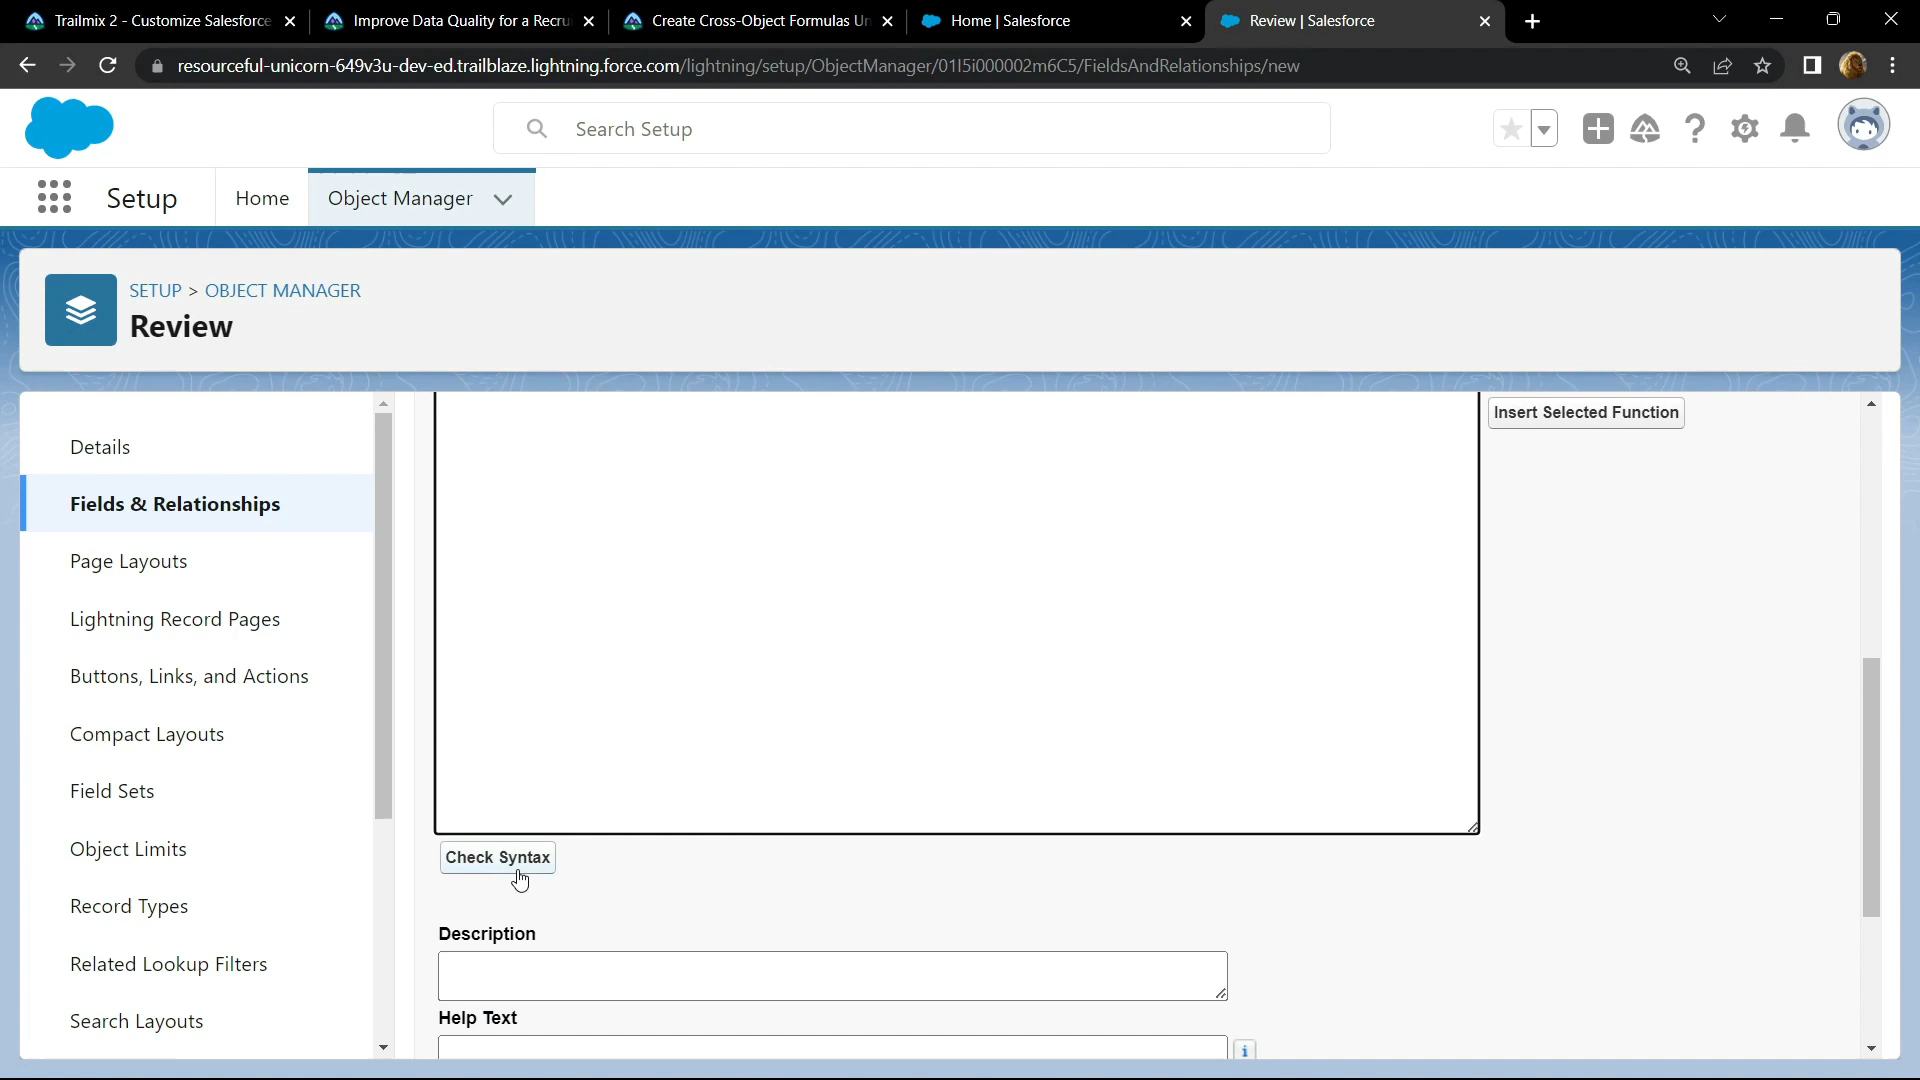 Trailmix 2 - Customize Salesforce
Improve Data Quality for a Recru
Create Cross-Object Formulas Un
Home | Salesforce
Review | Salesforce
resourceful-unicorn-649v3u-dev-ed.trailblaze.lightning.force.com/lightning/setup/ObjectManager/01I5i000002m6C5/FieldsAndRelationships/new
Search Setup
Setup
Home
Object Manager
SETUP > OBJECT MANAGER
Review
Details
Fields & Relationships
Page Layouts
Lightning Record Pages
Buttons, Links, and Actions
Compact Layouts
Field Sets
Object Limits
Record Types
Related Lookup Filters
Search Layouts
Insert Selected Function
Check Syntax
Description
Help Text
i